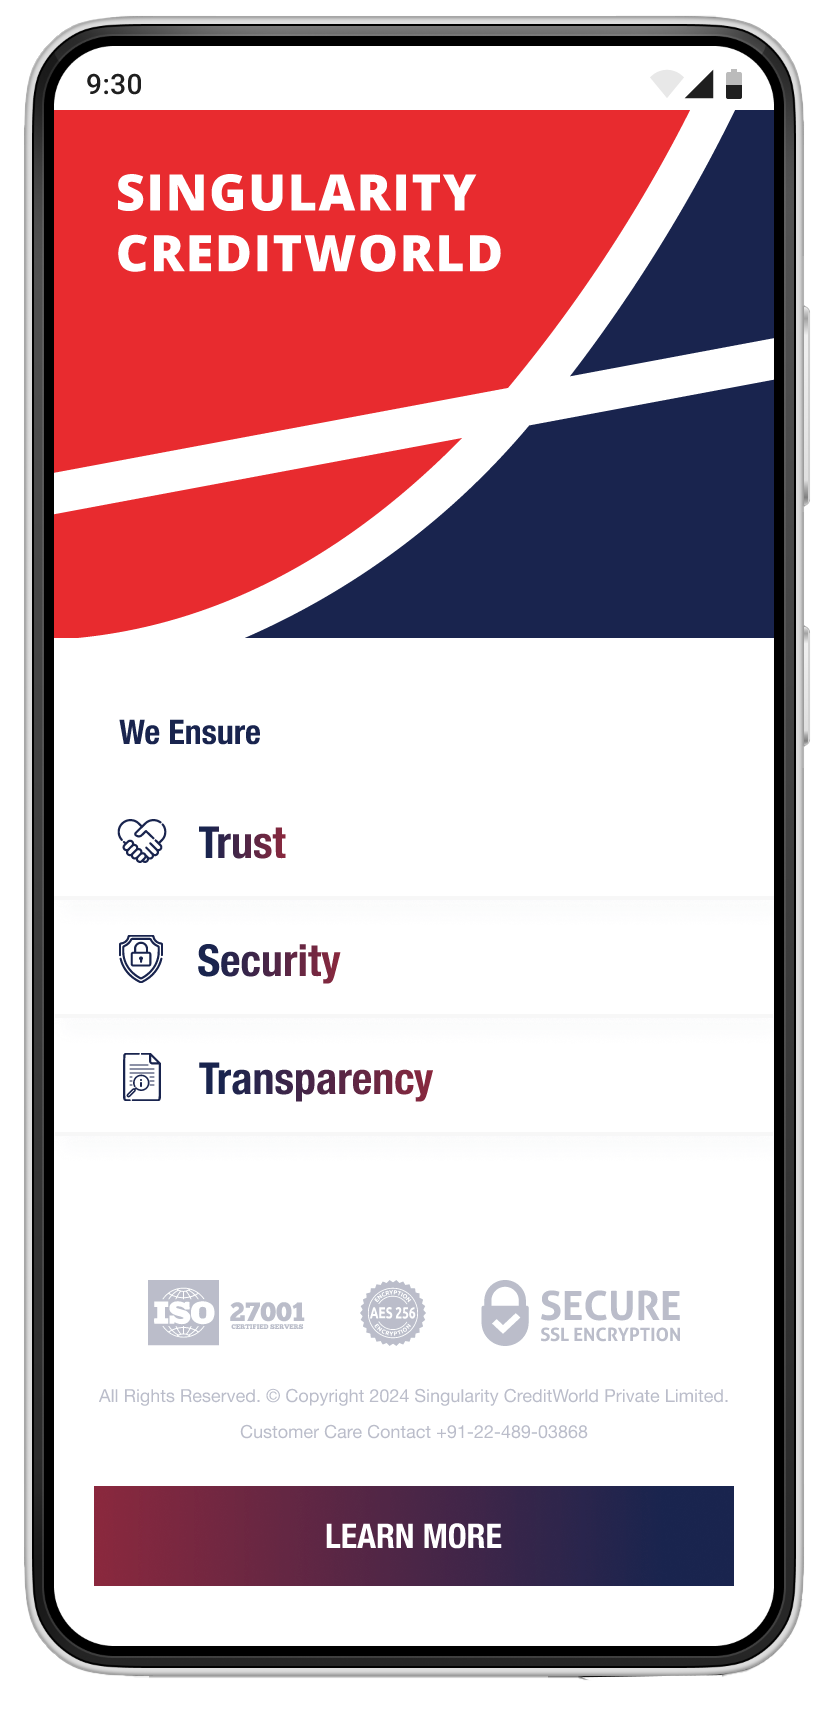 9:30
SINGULARITY
CREDITWORLD
We Ensure
Trust
Security
Transparency
ISO
27001
CERTIFIED SERVERS
ENCRYPTION
AES 256
ENCRYPTION
SECURE
SSL ENCRYPTION
All Rights Reserved. © Copyright 2024 Singularity CreditWorld Private Limited.
Customer Care Contact +91-22-489-03868
LEARN MORE